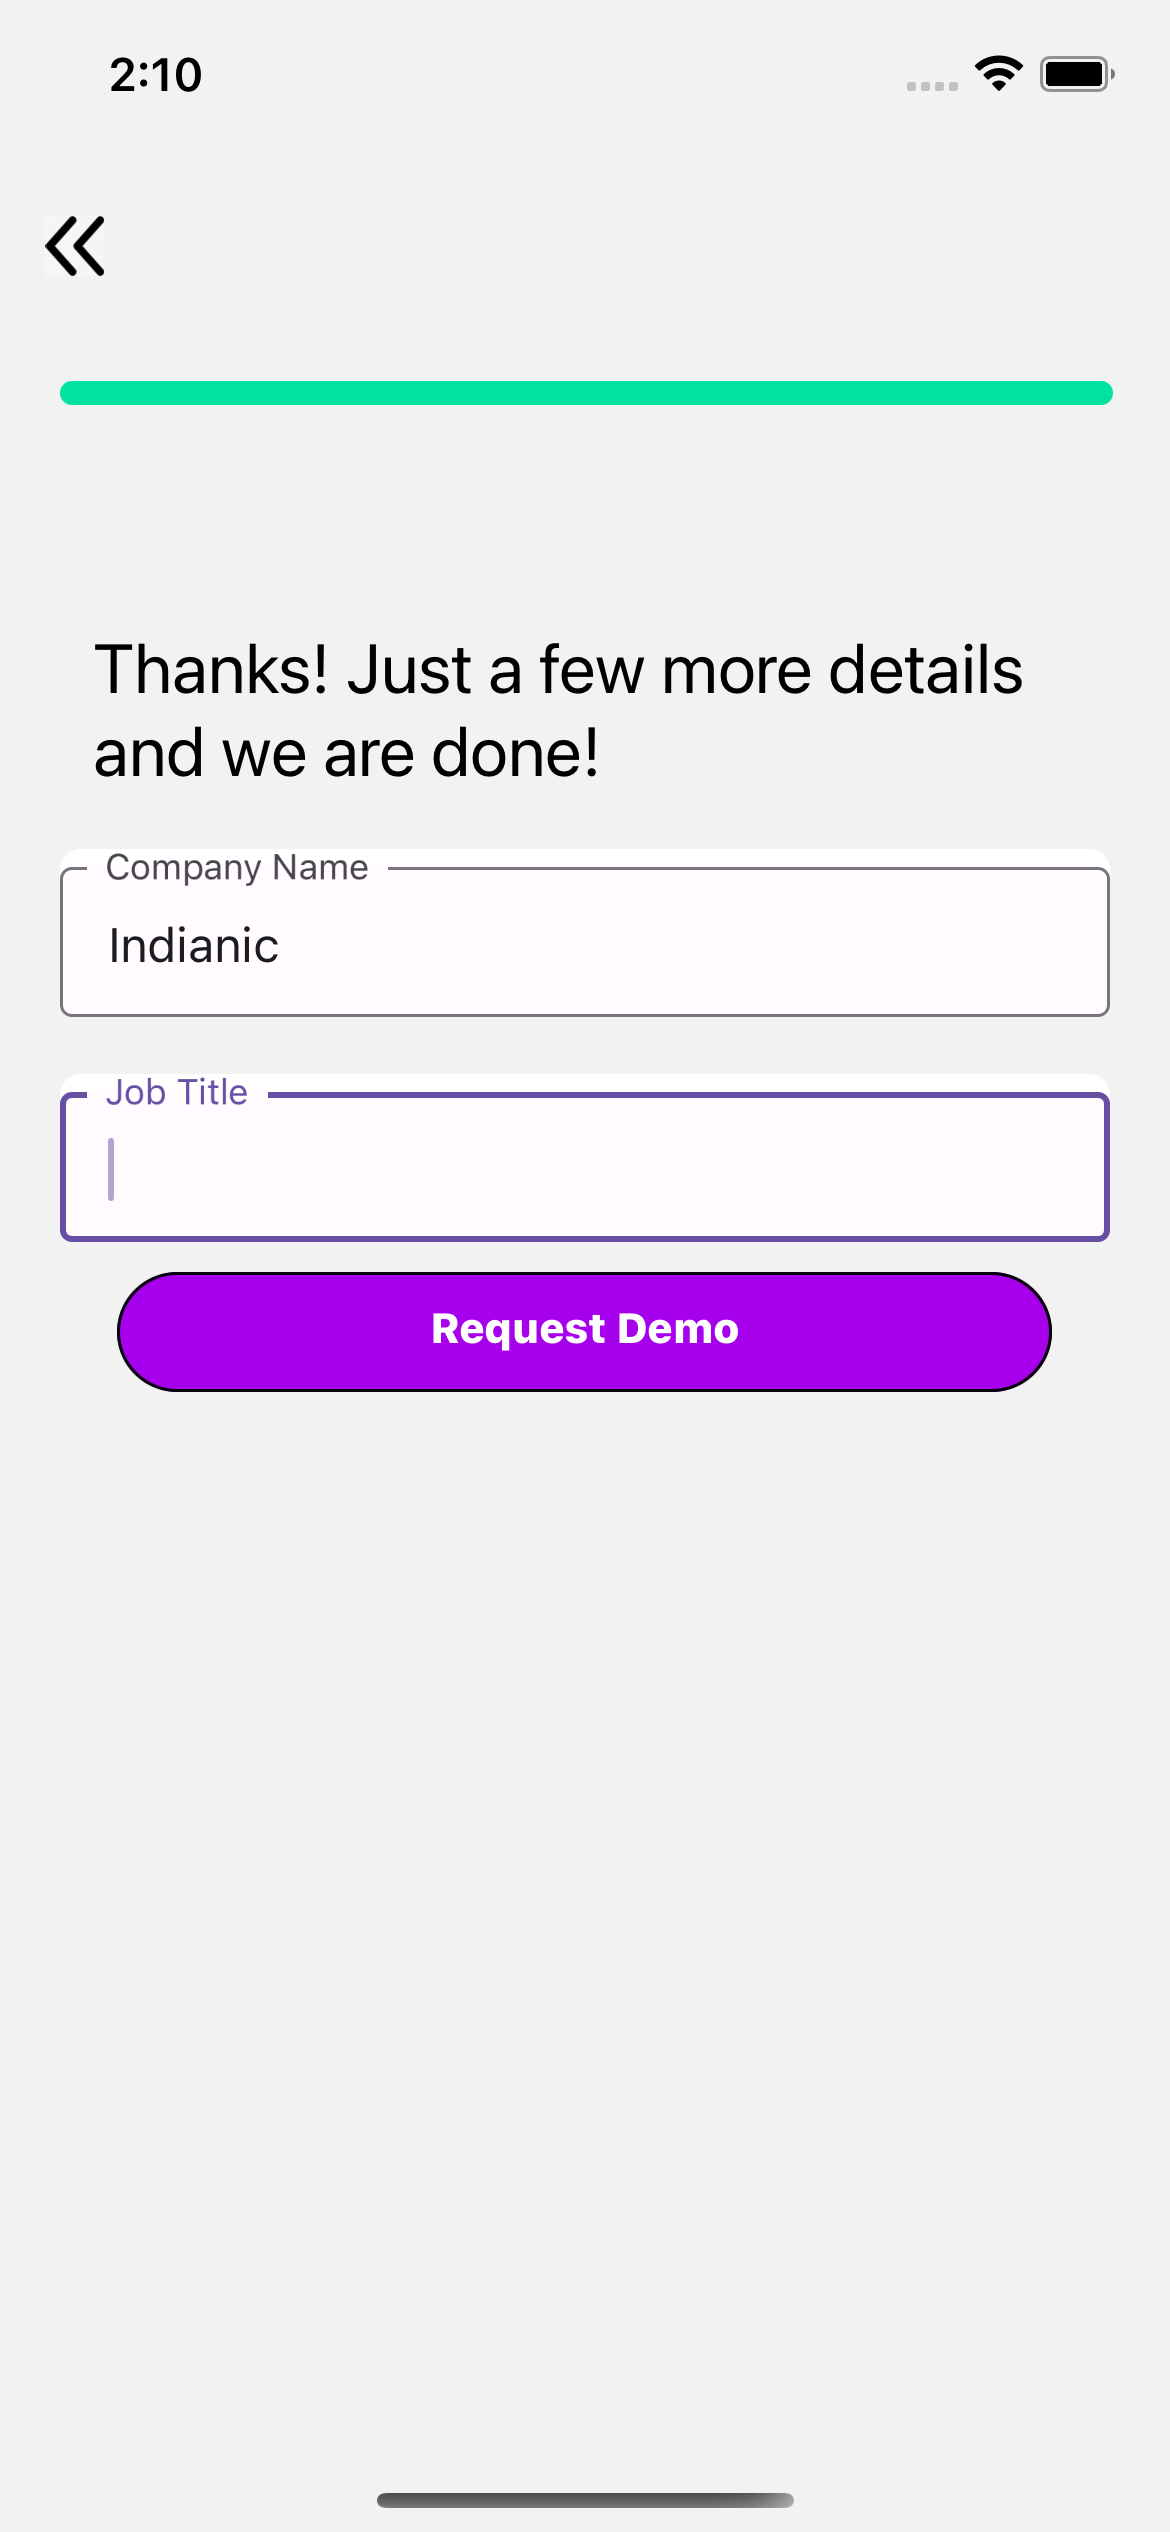 2:10
Thanks! Just a few more details
and we are done!
Company Name
Indianic
Job Title
Request Demo